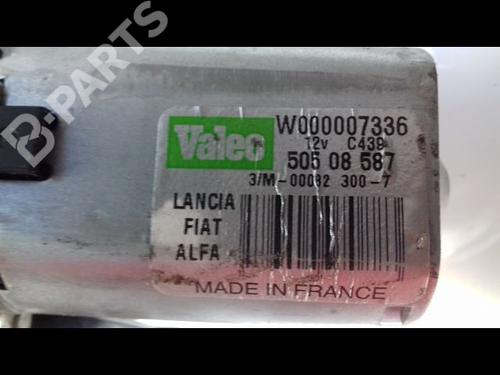 B-PARTS
Valeo
W000007336
12v C439
505 08 587
3/M-00082 300-7
LANCIA
FIAT
ALFA
MADE IN FRANCE